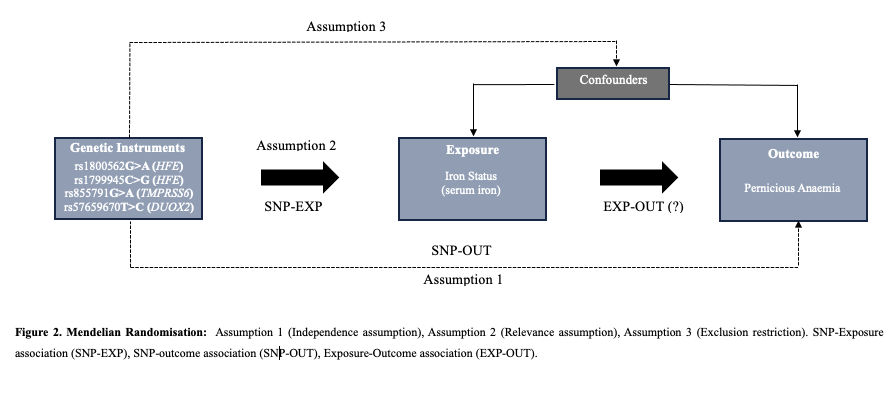 Assumption 3
Confounders
Genetic Instruments
rs1800562G>A (HFE)
rs1799945C>G (HFE)
rs855791G>A (TMPRSS6)
rs57659670T>C (DUOX2)
Assumption 2
SNP-EXP
Exposure
Iron Status
(serum iron)
EXP-OUT (?)
Outcome
Pernicious Anaemia
SNP-OUT
Assumption 1
Figure 2. Mendelian Randomisation: Assumption 1 (Independence assumption), Assumption 2 (Relevance assumption), Assumption 3 (Exclusion restriction). SNP-Exposure
association (SNP-EXP), SNP-outcome association (SNP-OUT), Exposure-Outcome association (EXP-OUT).